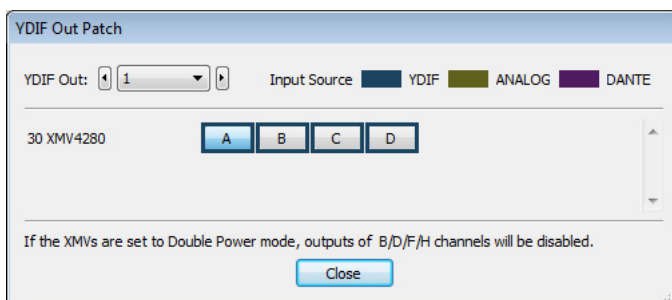 YDIF Out Patch
YDIF Out: 1 Input Source YDIF ANALOG DANTE
30 XMV4280 A B C D
If the XMVs are set to Double Power mode, outputs of B/D/F/H channels will be disabled.
Close